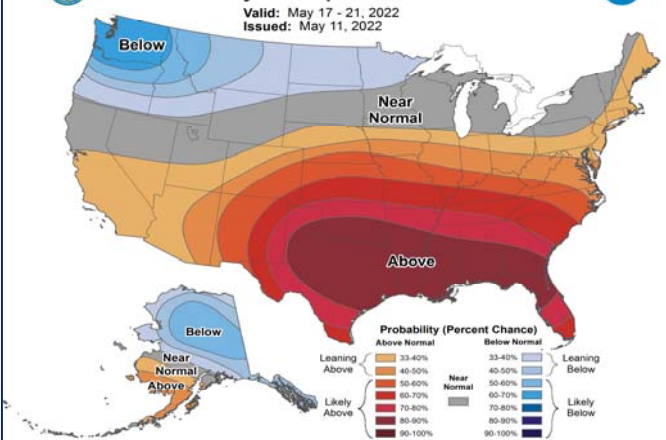 Valid: May 17 - 21, 2022
Issued: May 11, 2022
Below
Near
Normal
Above
Below
Near
Normal
Above
Probability (Percent Chance)
Above Normal
Below Normal
Leaning
Above
33-40%
40-50%
Likely
Above
50-60%
60-70%
70-80%
80-90%
90-100%
Near
Normal
33-40%
40-50%
Leaning
Below
50-60%
60-70%
70-80%
80-90%
90-100%
Likely
Below